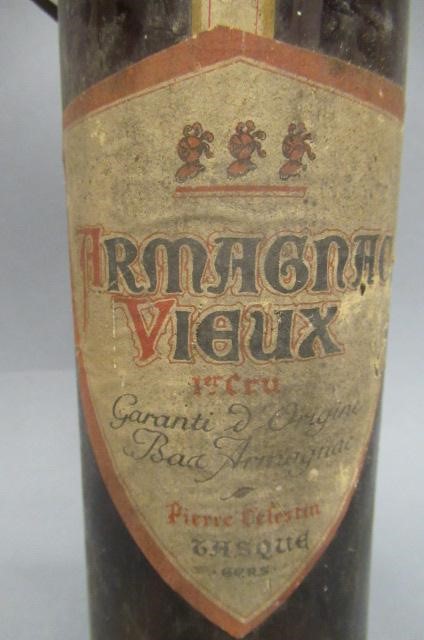 ARMAGNAC
VIEUX
1er Cru
Garanti d'Origine
Bas Armagnac
Pierre Celestin
TASQUE
GERS